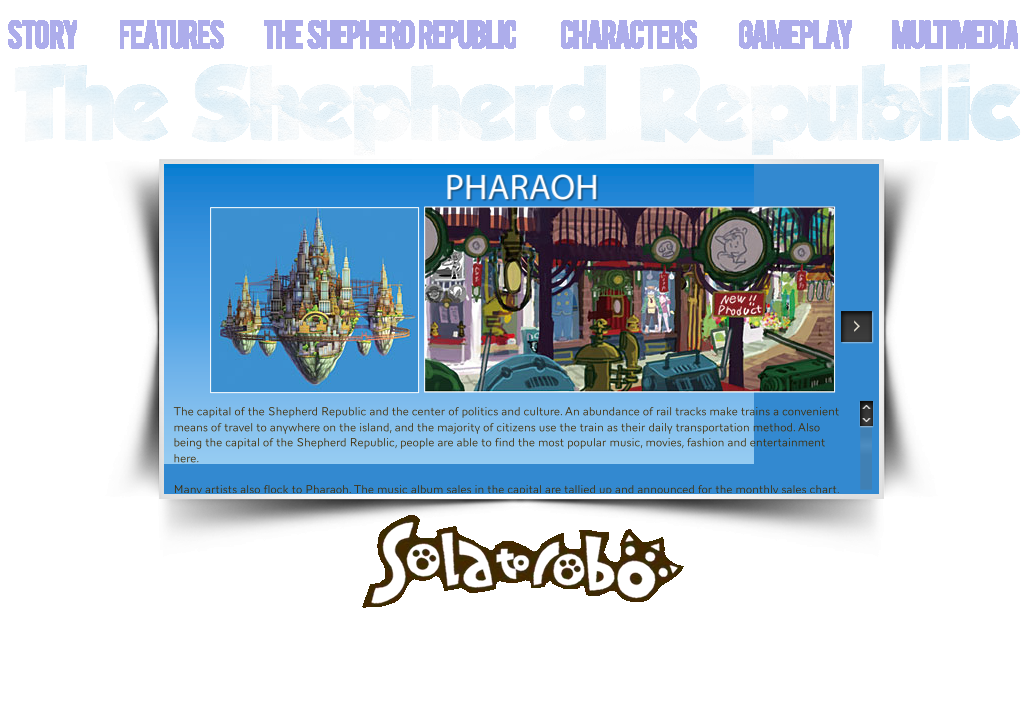 STORY FEATURES THE SHEPHERD REPUBLIC CHARACTERS GAMEPLAY MULTIMEDIA
The Shepherd Republic
PHARAOH
NEW!!
Product
The capital of the Shepherd Republic and the center of politics and culture. An abundance of rail tracks make trains a convenient
means of travel to anywhere on the island, and the majority of citizens use the train as their daily transportation method. Also
being the capital of the Shepherd Republic, people are able to find the most popular music, movies, fashion and entertainment
here.
Many artists also flock to Pharaoh. The music album sales in the capital are tallied up and announced for the monthly sales chart.
Solatorobo